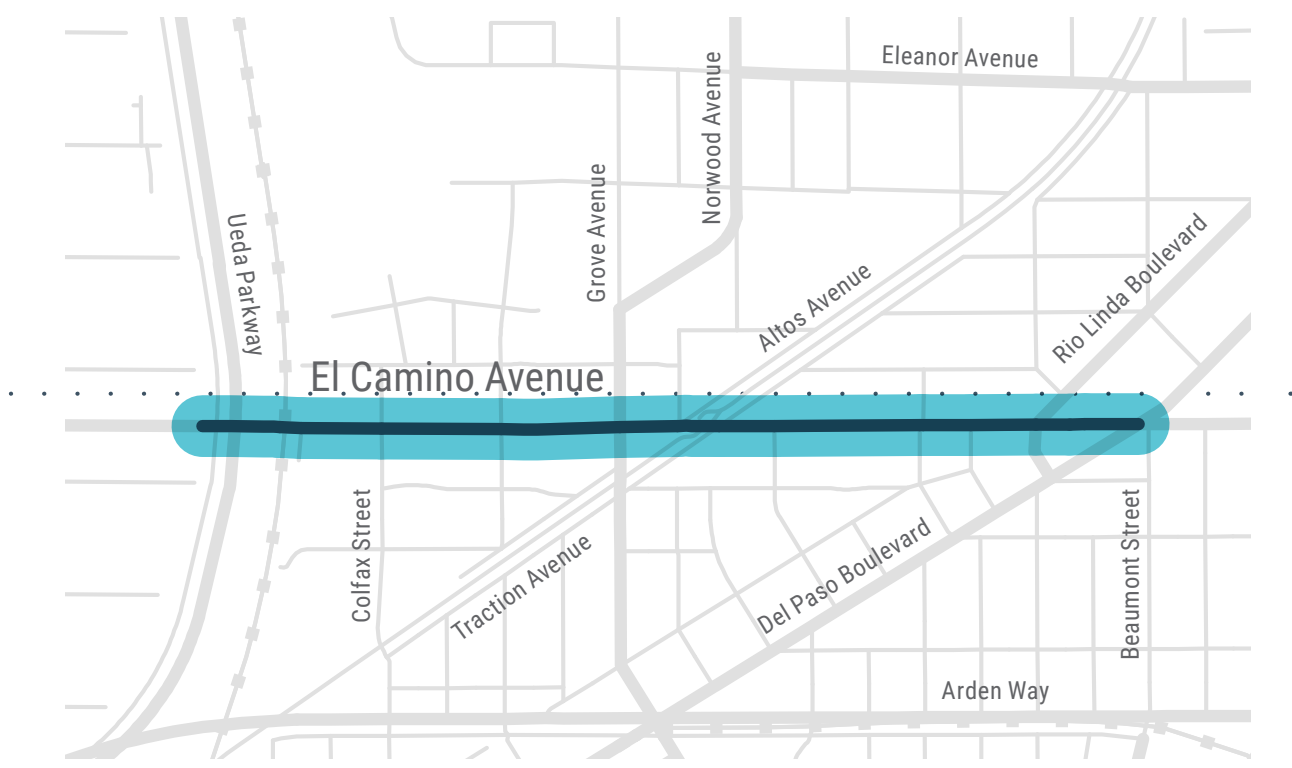 Eleanor Avenue
Norwood Avenue
Grove Avenue
Ueda Parkway
Rio Linda Boulevard
Altos Avenue
El Camino Avenue
Colfax Street
Traction Avenue
Del Paso Boulevard
Beaumont Street
Arden Way